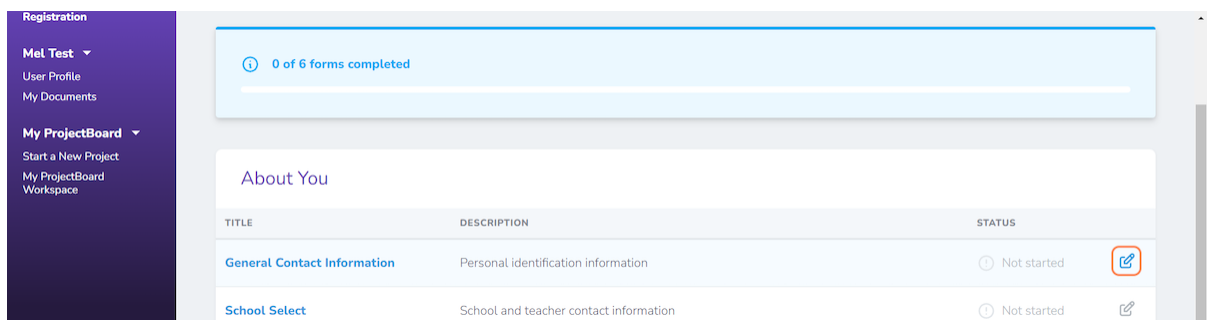 Registration
Mel Test
User Profile
My Documents
My ProjectBoard
Start a New Project
My ProjectBoard
Workspace
0 of 6 forms completed
About You
TITLE DESCRIPTION STATUS
General Contact Information Personal identification information Not started
School Select School and teacher contact information Not started